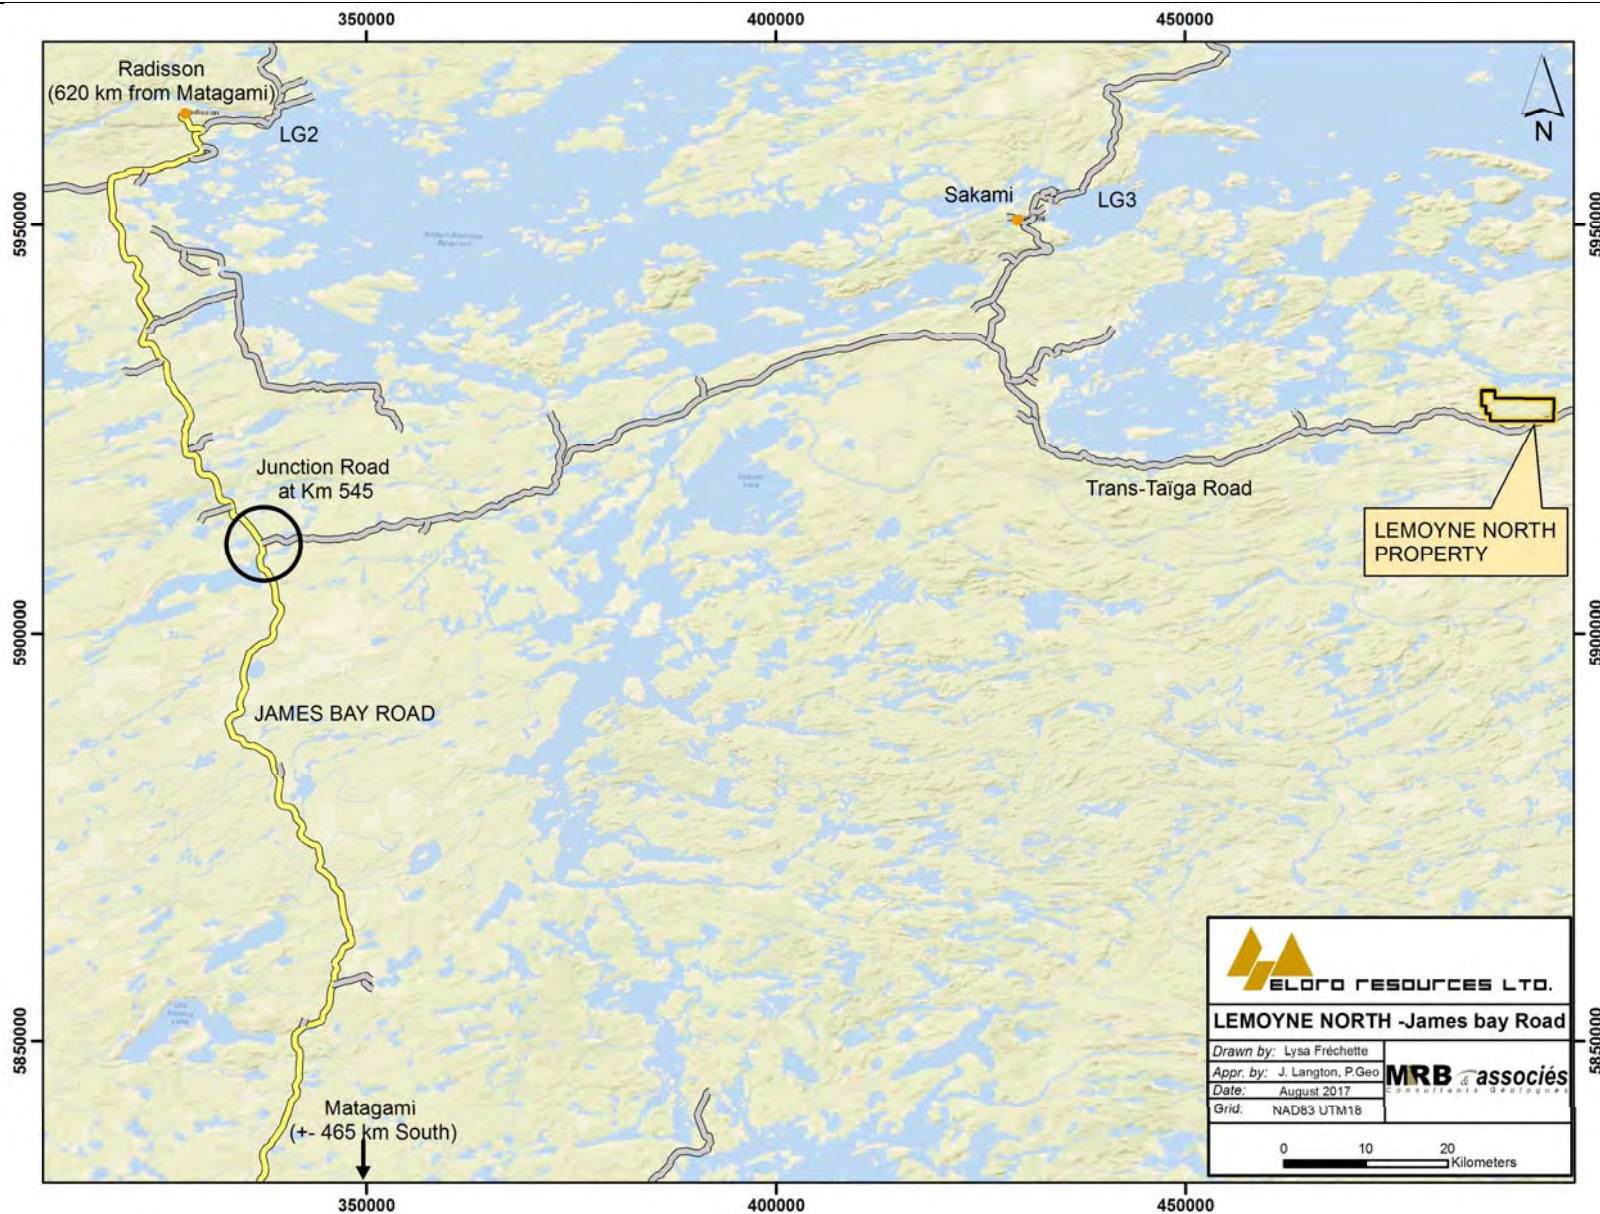 350000
400000
450000
Radisson
(620 km from Matagami)
Radisson
LG2
N
Sakami
LG3
5950000
5950000
Junction Road
at Km 545
Trans-Taïga Road
LEMOYNE NORTH
PROPERTY
5900000
5900000
JAMES BAY ROAD
ELORO RESOURCES LTD.
LEMOYNE NORTH -James bay Road
Drawn by: Lysa Fréchette
Appr. by: J. Langton, P.Geo
Date: August 2017
Grid: NAD83 UTM18
MRB & associés
Consultants Géologues
5850000
5850000
Matagami
(+- 465 km South)
0 10 20
Kilometers
350000
400000
450000